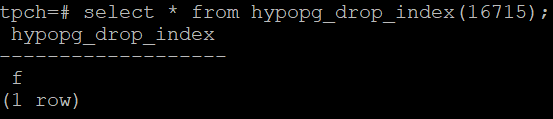 tpch=# select * from hypopg_drop_index(16715);
 hypopg_drop_index
-------------------
 f
(1 row)